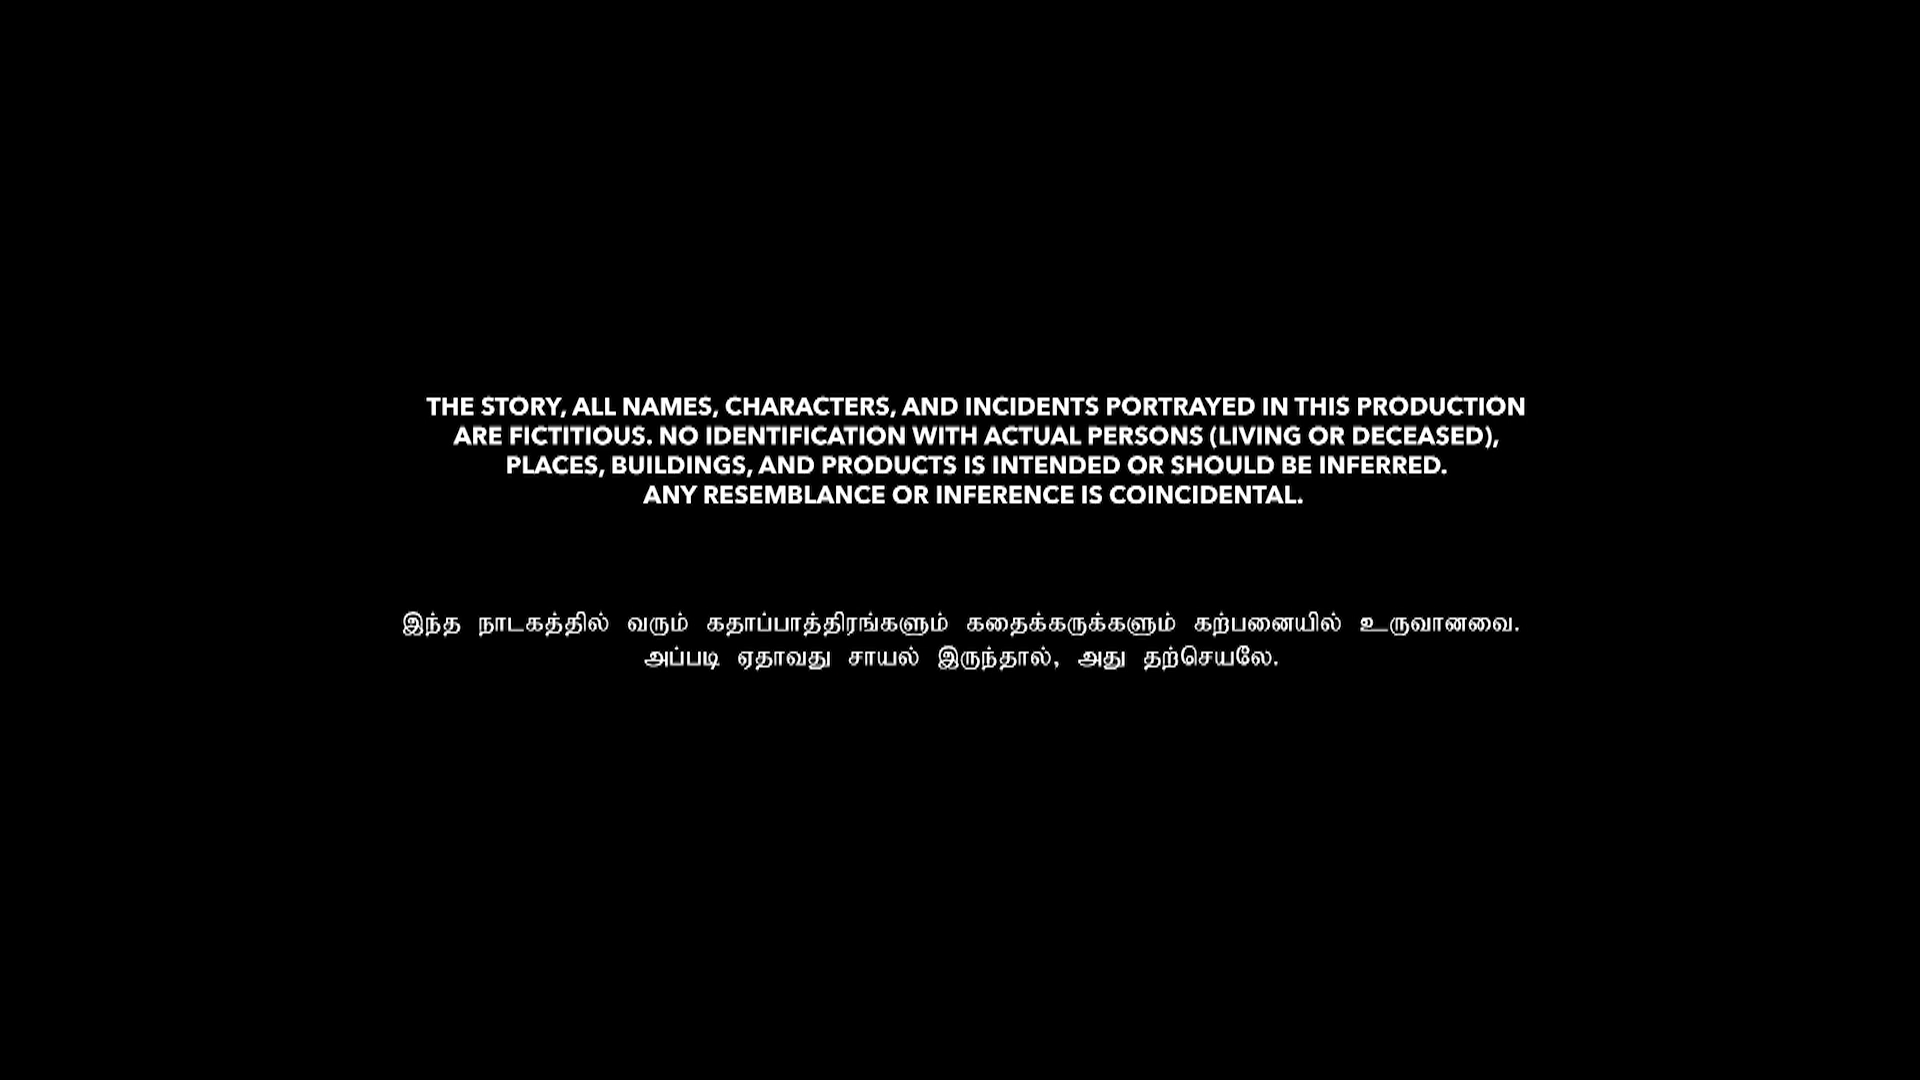 THE STORY, ALL NAMES, CHARACTERS, AND INCIDENTS PORTRAYED IN THIS PRODUCTION
ARE FICTITIOUS. NO IDENTIFICATION WITH ACTUAL PERSONS (LIVING OR DECEASED),
PLACES, BUILDINGS, AND PRODUCTS IS INTENDED OR SHOULD BE INFERRED.
ANY RESEMBLANCE OR INFERENCE IS COINCIDENTAL.
இந்த நாடகத்தில் வரும் கதாப்பாத்திரங்களும் கதைக்கருக்களும் கற்பனையில் உருவானவை.
அப்படி ஏதாவது சாயல் இருந்தால், அது தற்செயலே.